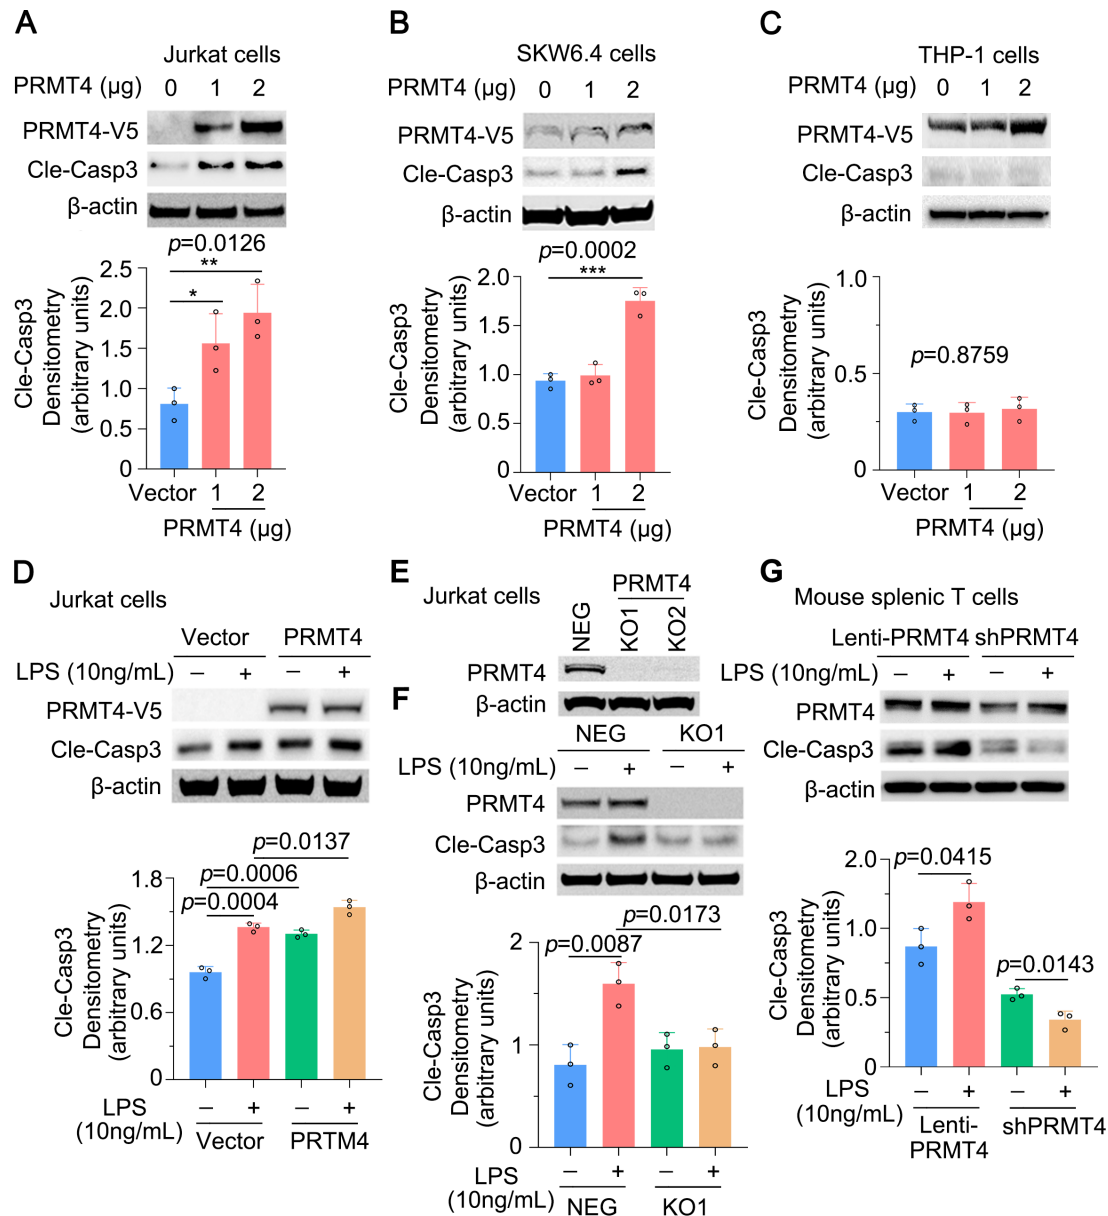 A
Jurkat cells
PRMT4 (µg) 0 1 2
PRMT4-V5
Cle-Casp3
β-actin
p=0.0126
**
*
Cle-Casp3
Densitometry
(arbitrary units)
2.5
2.0
1.5
1.0
0.5
0
Vector 1 2
PRMT4 (µg)
B
SKW6.4 cells
PRMT4 (µg) 0 1 2
PRMT4-V5
Cle-Casp3
β-actin
p=0.0002
***
Cle-Casp3
Densitometry
(arbitrary units)
2.0
1.5
1.0
0.5
0
Vector 1 2
PRMT4 (µg)
C
THP-1 cells
PRMT4 (µg) 0 1 2
PRMT4-V5
Cle-Casp3
β-actin
Cle-Casp3
Densitometry
(arbitrary units)
1.0
0.5
0
p=0.8759
Vector 1 2
PRMT4 (µg)
D
Jurkat cells
Vector PRMT4
LPS (10ng/mL) – + – +
PRMT4-V5
Cle-Casp3
β-actin
p=0.0137
p=0.0006
p=0.0004
Cle-Casp3
Densitometry
(arbitrary units)
1.8
1.2
0.6
0
LPS
(10ng/mL)
– + – +
Vector PRTM4
E
Jurkat cells
PRMT4
NEG KO1 KO2
PRMT4
β-actin
F
NEG KO1
LPS (10ng/mL) – + – +
PRMT4
Cle-Casp3
β-actin
p=0.0173
p=0.0087
Cle-Casp3
Densitometry
(arbitrary units)
2
1
0
LPS
(10ng/mL)
– + – +
NEG KO1
G
Mouse splenic T cells
Lenti-PRMT4 shPRMT4
LPS (10ng/mL) – + – +
PRMT4
Cle-Casp3
β-actin
p=0.0415
p=0.0143
Cle-Casp3
Densitometry
(arbitrary units)
2.0
1.0
0.5
0
LPS
(10ng/mL)
– + – +
Lenti-
PRMT4
shPRMT4